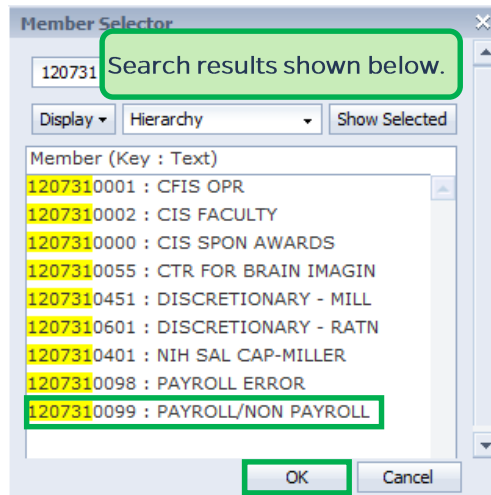 Member Selector
120731
Search results shown below.
Display
Hierarchy
Show Selected
Member (Key : Text)
1207310001 : CFIS OPR
1207310002 : CIS FACULTY
1207310000 : CIS SPON AWARDS
1207310055 : CTR FOR BRAIN IMAGIN
1207310451 : DISCRETIONARY - MILL
1207310601 : DISCRETIONARY - RATN
1207310401 : NIH SAL CAP-MILLER
1207310098 : PAYROLL ERROR
1207310099 : PAYROLL/NON PAYROLL
OK
Cancel